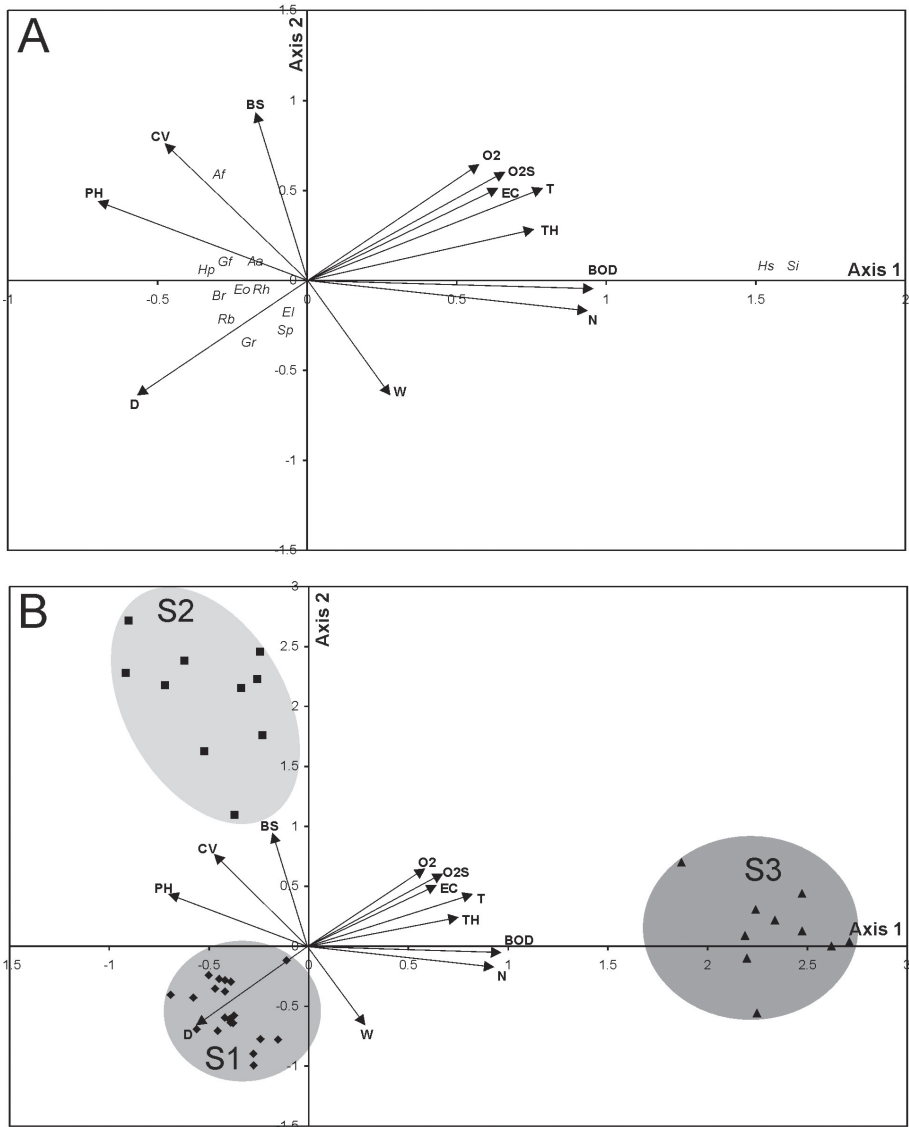 A
Axis 2
1.5
BS
1
CV
Af
O2
O2S
PH
0.5
EC
T
TH
Gf
Aa
Hp
BOD
Hs
Si
Axis 1
Eo
Rh
-1
-0.5
0
0
0.5
1
1.5
2
Br
El
N
Rb
Sp
Gr
-0.5
D
W
-1
-1.5
B
Axis 2
3
S2
2.5
2
1.5
1
BS
CV
O2
O2S
S3
PH
0.5
EC
T
TH
BOD
Axis 1
0
1.5
-0.5
0
0.5
1
1.5
2
2.5
3
-1
N
-0.5
D
W
S1
-1
1.5